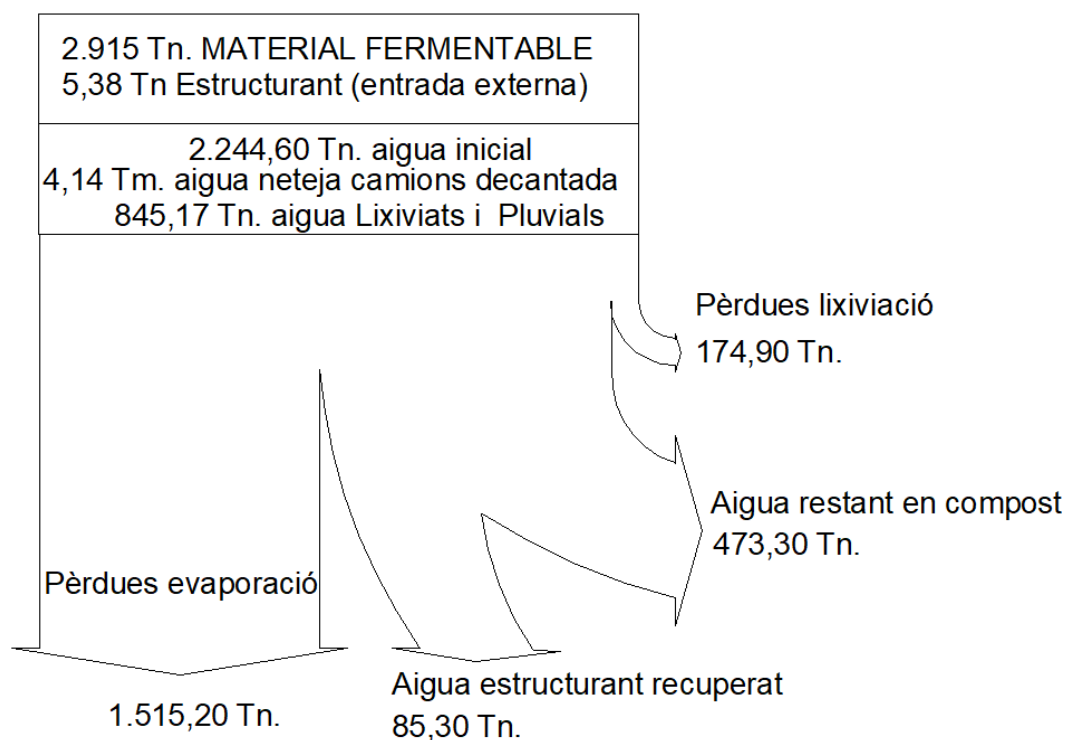 2.915 Tn. MATERIAL FERMENTABLE
5,38 Tn Estructurant (entrada externa)
2.244,60 Tn. aigua inicial
4,14 Tm. aigua neteja camions decantada
845,17 Tn. aigua Lixiviats i Pluvials
Pèrdues lixiviació
174,90 Tn.
Aigua restant en compost
473,30 Tn.
Pèrdues evaporació
1.515,20 Tn.
Aigua estructurant recuperat
85,30 Tn.